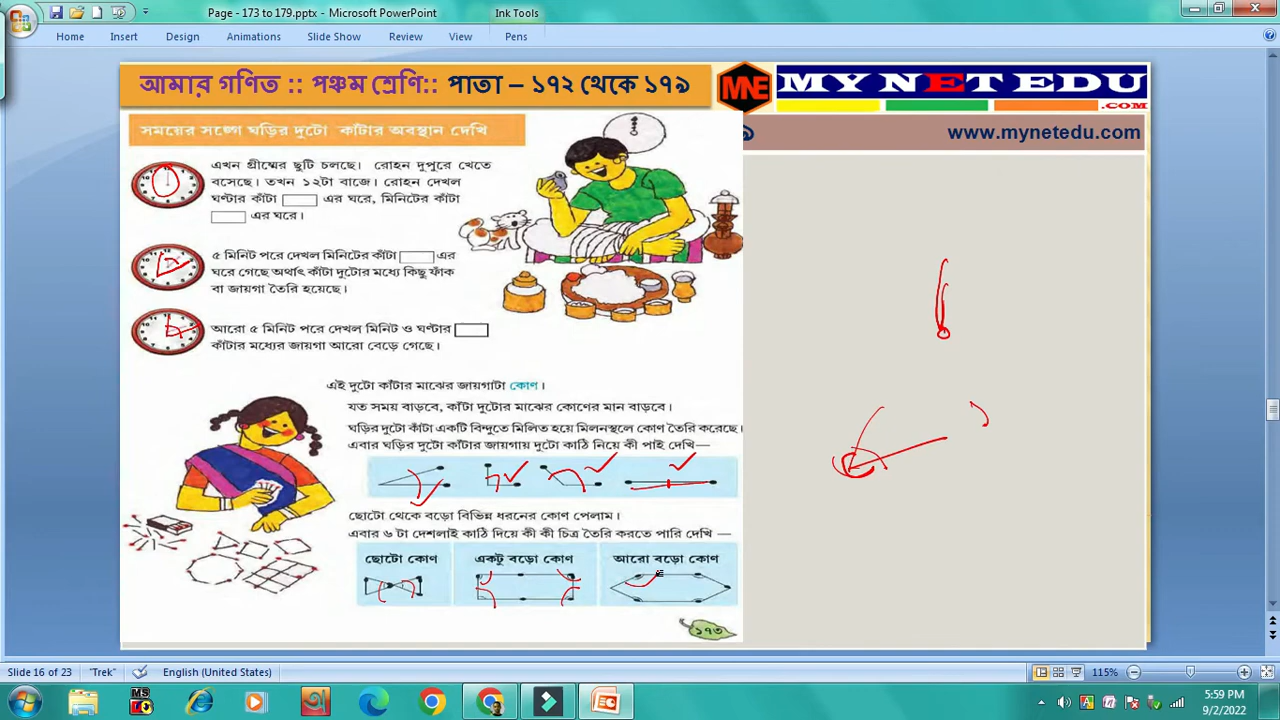 Page - 173 to 179.pptx - Microsoft PowerPoint
Ink Tools
Home Insert Design Animations Slide Show Review View Pens
আমার গণিত :: পঞ্চম শ্রেণি:: পাতা – ১৭২ থেকে ১৭৯
MNE
MY NET EDU
.COM
www.mynetedu.com
সময়ের সঙ্গে ঘড়ির দুটো কাঁটার অবস্থান দেখি
এখন গ্রীষ্মের ছুটি চলছে। রোহন দুপুরে খেতে
বসেছে। তখন ১২টা বাজে। রোহন দেখল
ঘণ্টার কাঁটা এর ঘরে, মিনিটের কাঁটা
এর ঘরে।
৫ মিনিট পরে দেখল মিনিটের কাঁটা এর
ঘরে গেছে অর্থাৎ কাঁটা দুটোর মধ্যে কিছু ফাঁক
বা জায়গা তৈরি হয়েছে।
আরো ৫ মিনিট পরে দেখল মিনিট ও ঘণ্টার
কাঁটার মধ্যের জায়গা আরো বেড়ে গেছে।
এই দুটো কাঁটার মাঝের জায়গাটা কোণ।
যত সময় বাড়বে, কাঁটা দুটোর মাঝের কোণের মান বাড়বে।
ঘড়ির দুটো কাঁটা একটি বিন্দুতে মিলিত হয়ে মিলনস্থলে কোণ তৈরি করেছে।
এবার ঘড়ির দুটো কাঁটার জায়গায় দুটো কাঠি নিয়ে কী পাই দেখি—
ছোটো থেকে বড়ো বিভিন্ন ধরনের কোণ পেলাম।
এবার ৬ টা দেশলাই কাঠি দিয়ে কী কী চিত্র তৈরি করতে পারি দেখি —
ছোটো কোণ একটু বড়ো কোণ আরো বড়ো কোণ
১৭৩
Slide 16 of 23 "Trek" English (United States) 115%
5:59 PM
9/2/2022